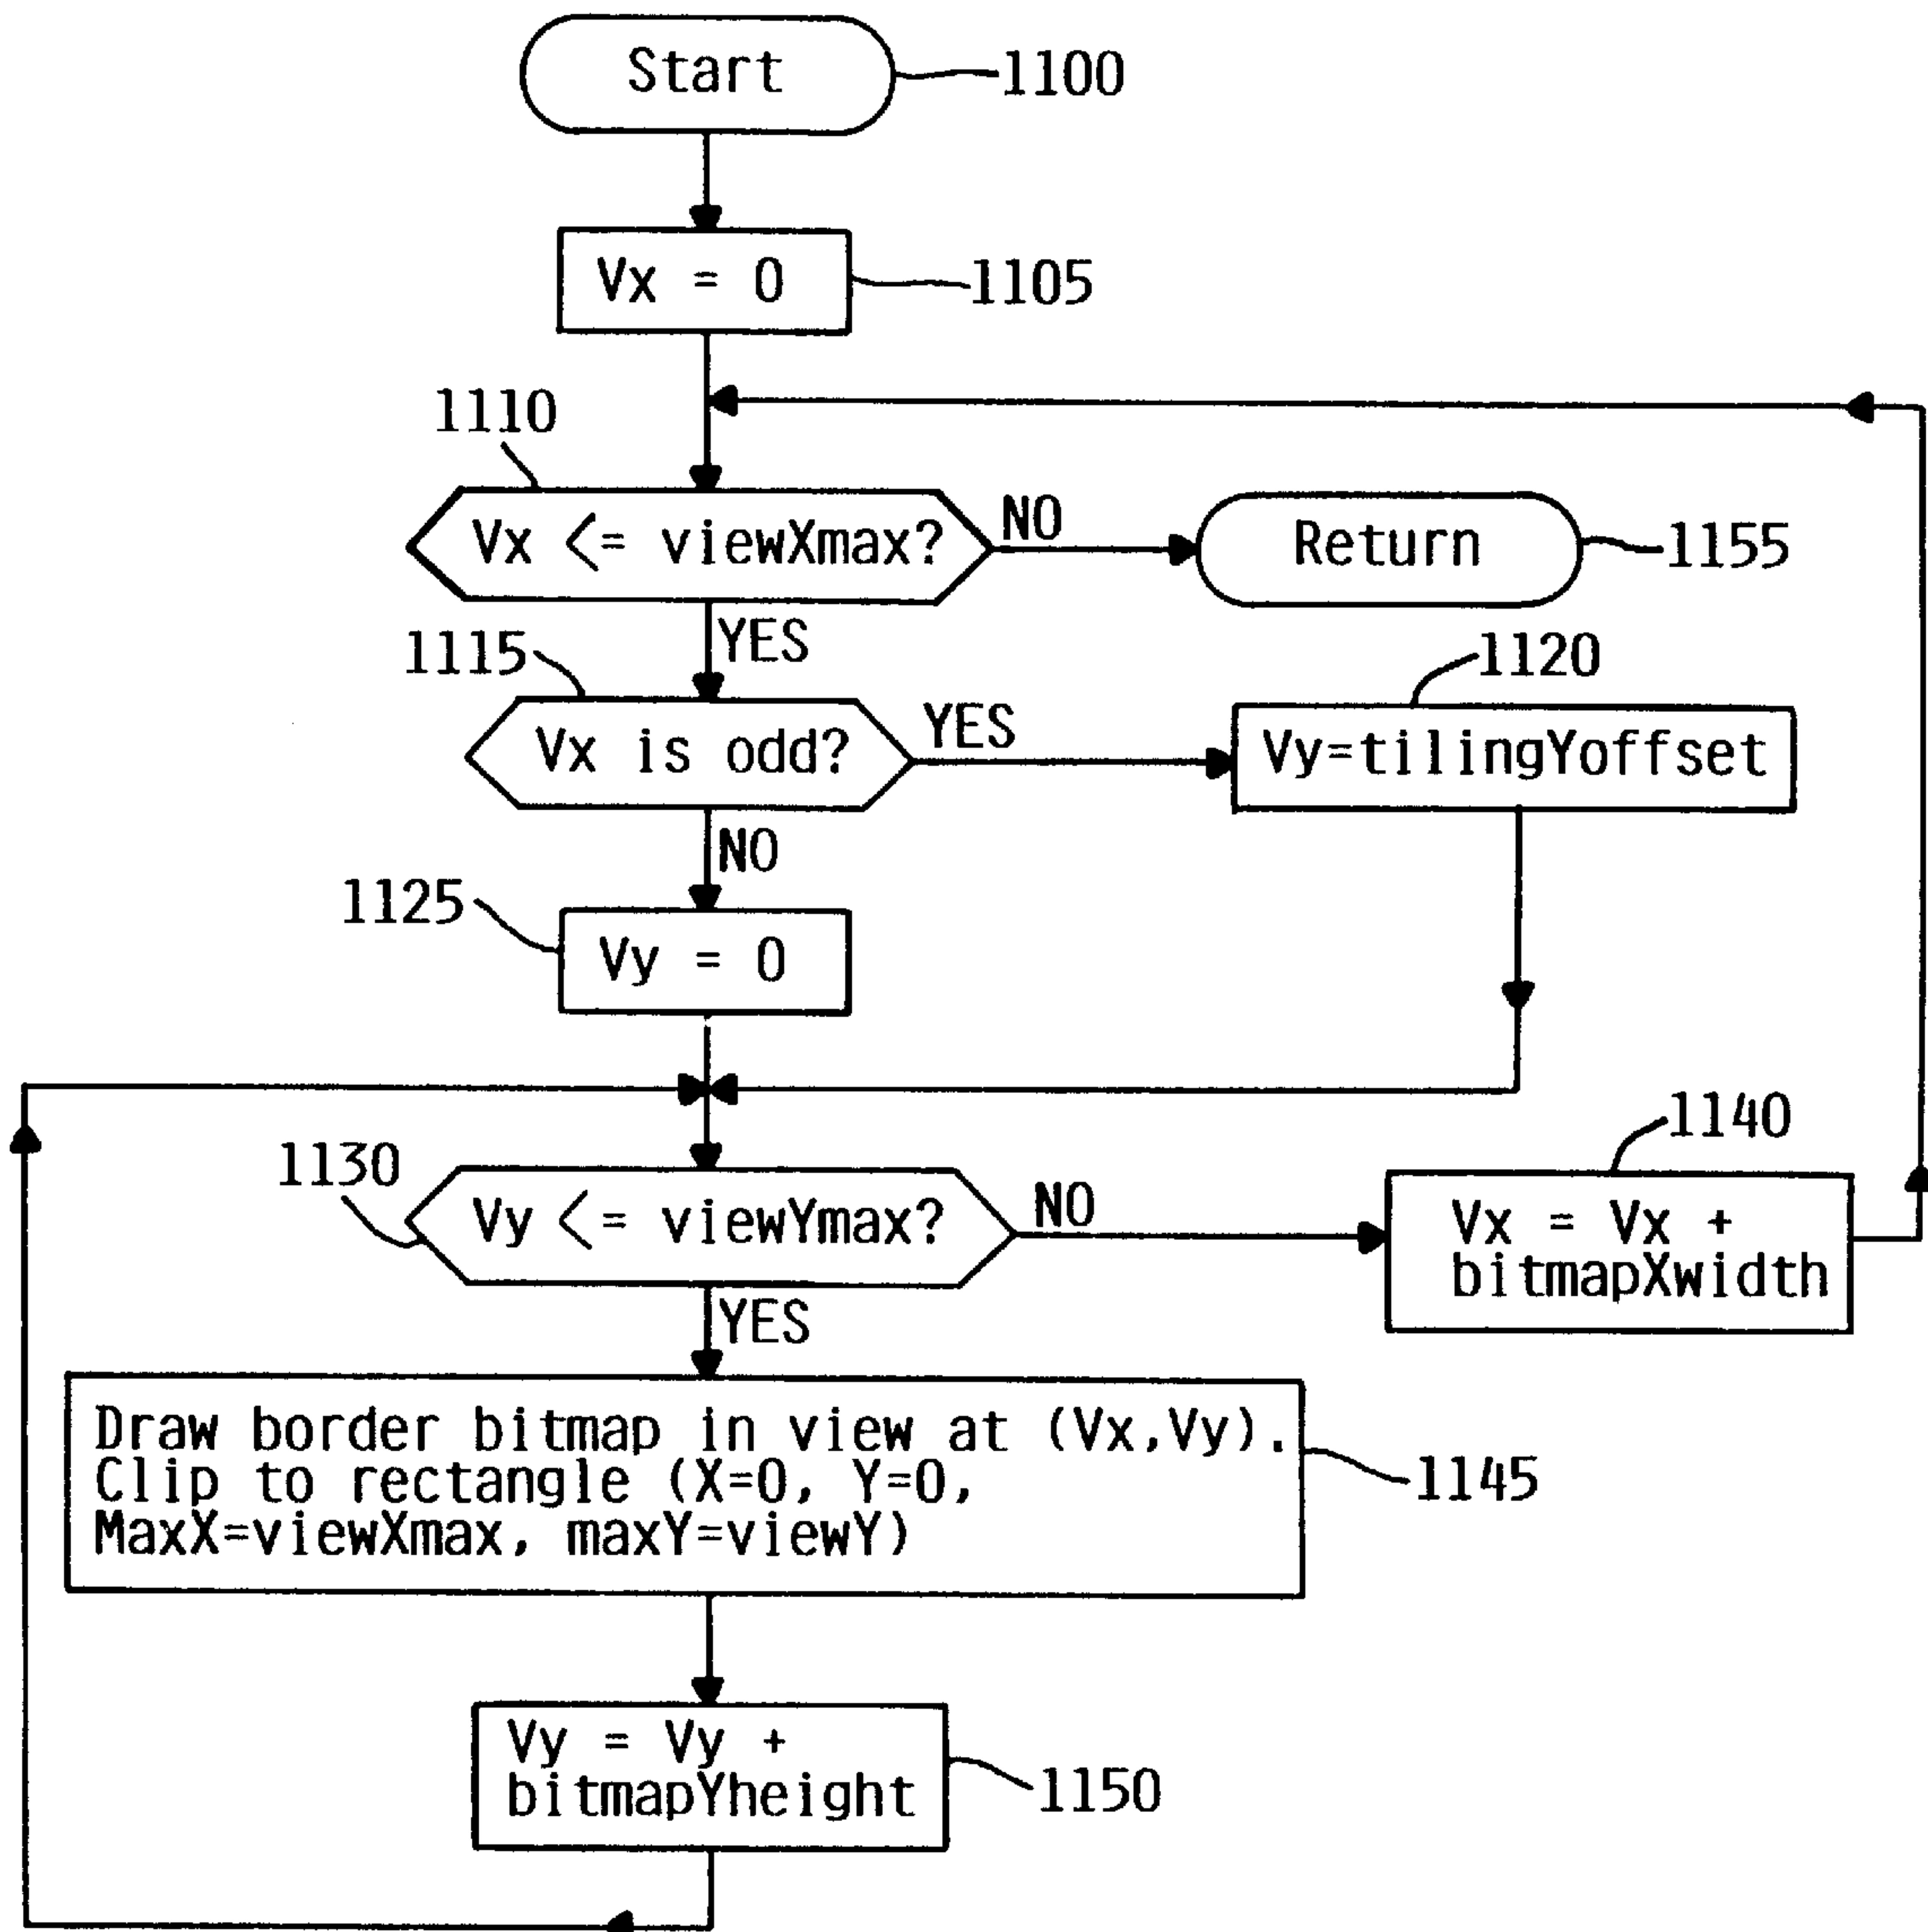 Start
1100
Vx = 0
1105
1110
Vx <= viewXmax?
NO
Return
1155
YES
1115
Vx is odd?
YES
1120
Vy=tilingYoffset
NO
1125
Vy = 0
1130
Vy <= viewYmax?
NO
1140
Vx = Vx +
bitmapXwidth
YES
Draw border bitmap in view at (Vx,Vy).
Clip to rectangle (X=0, Y=0,
MaxX=viewXmax, maxY=viewY)
1145
Vy = Vy +
bitmapYheight
1150